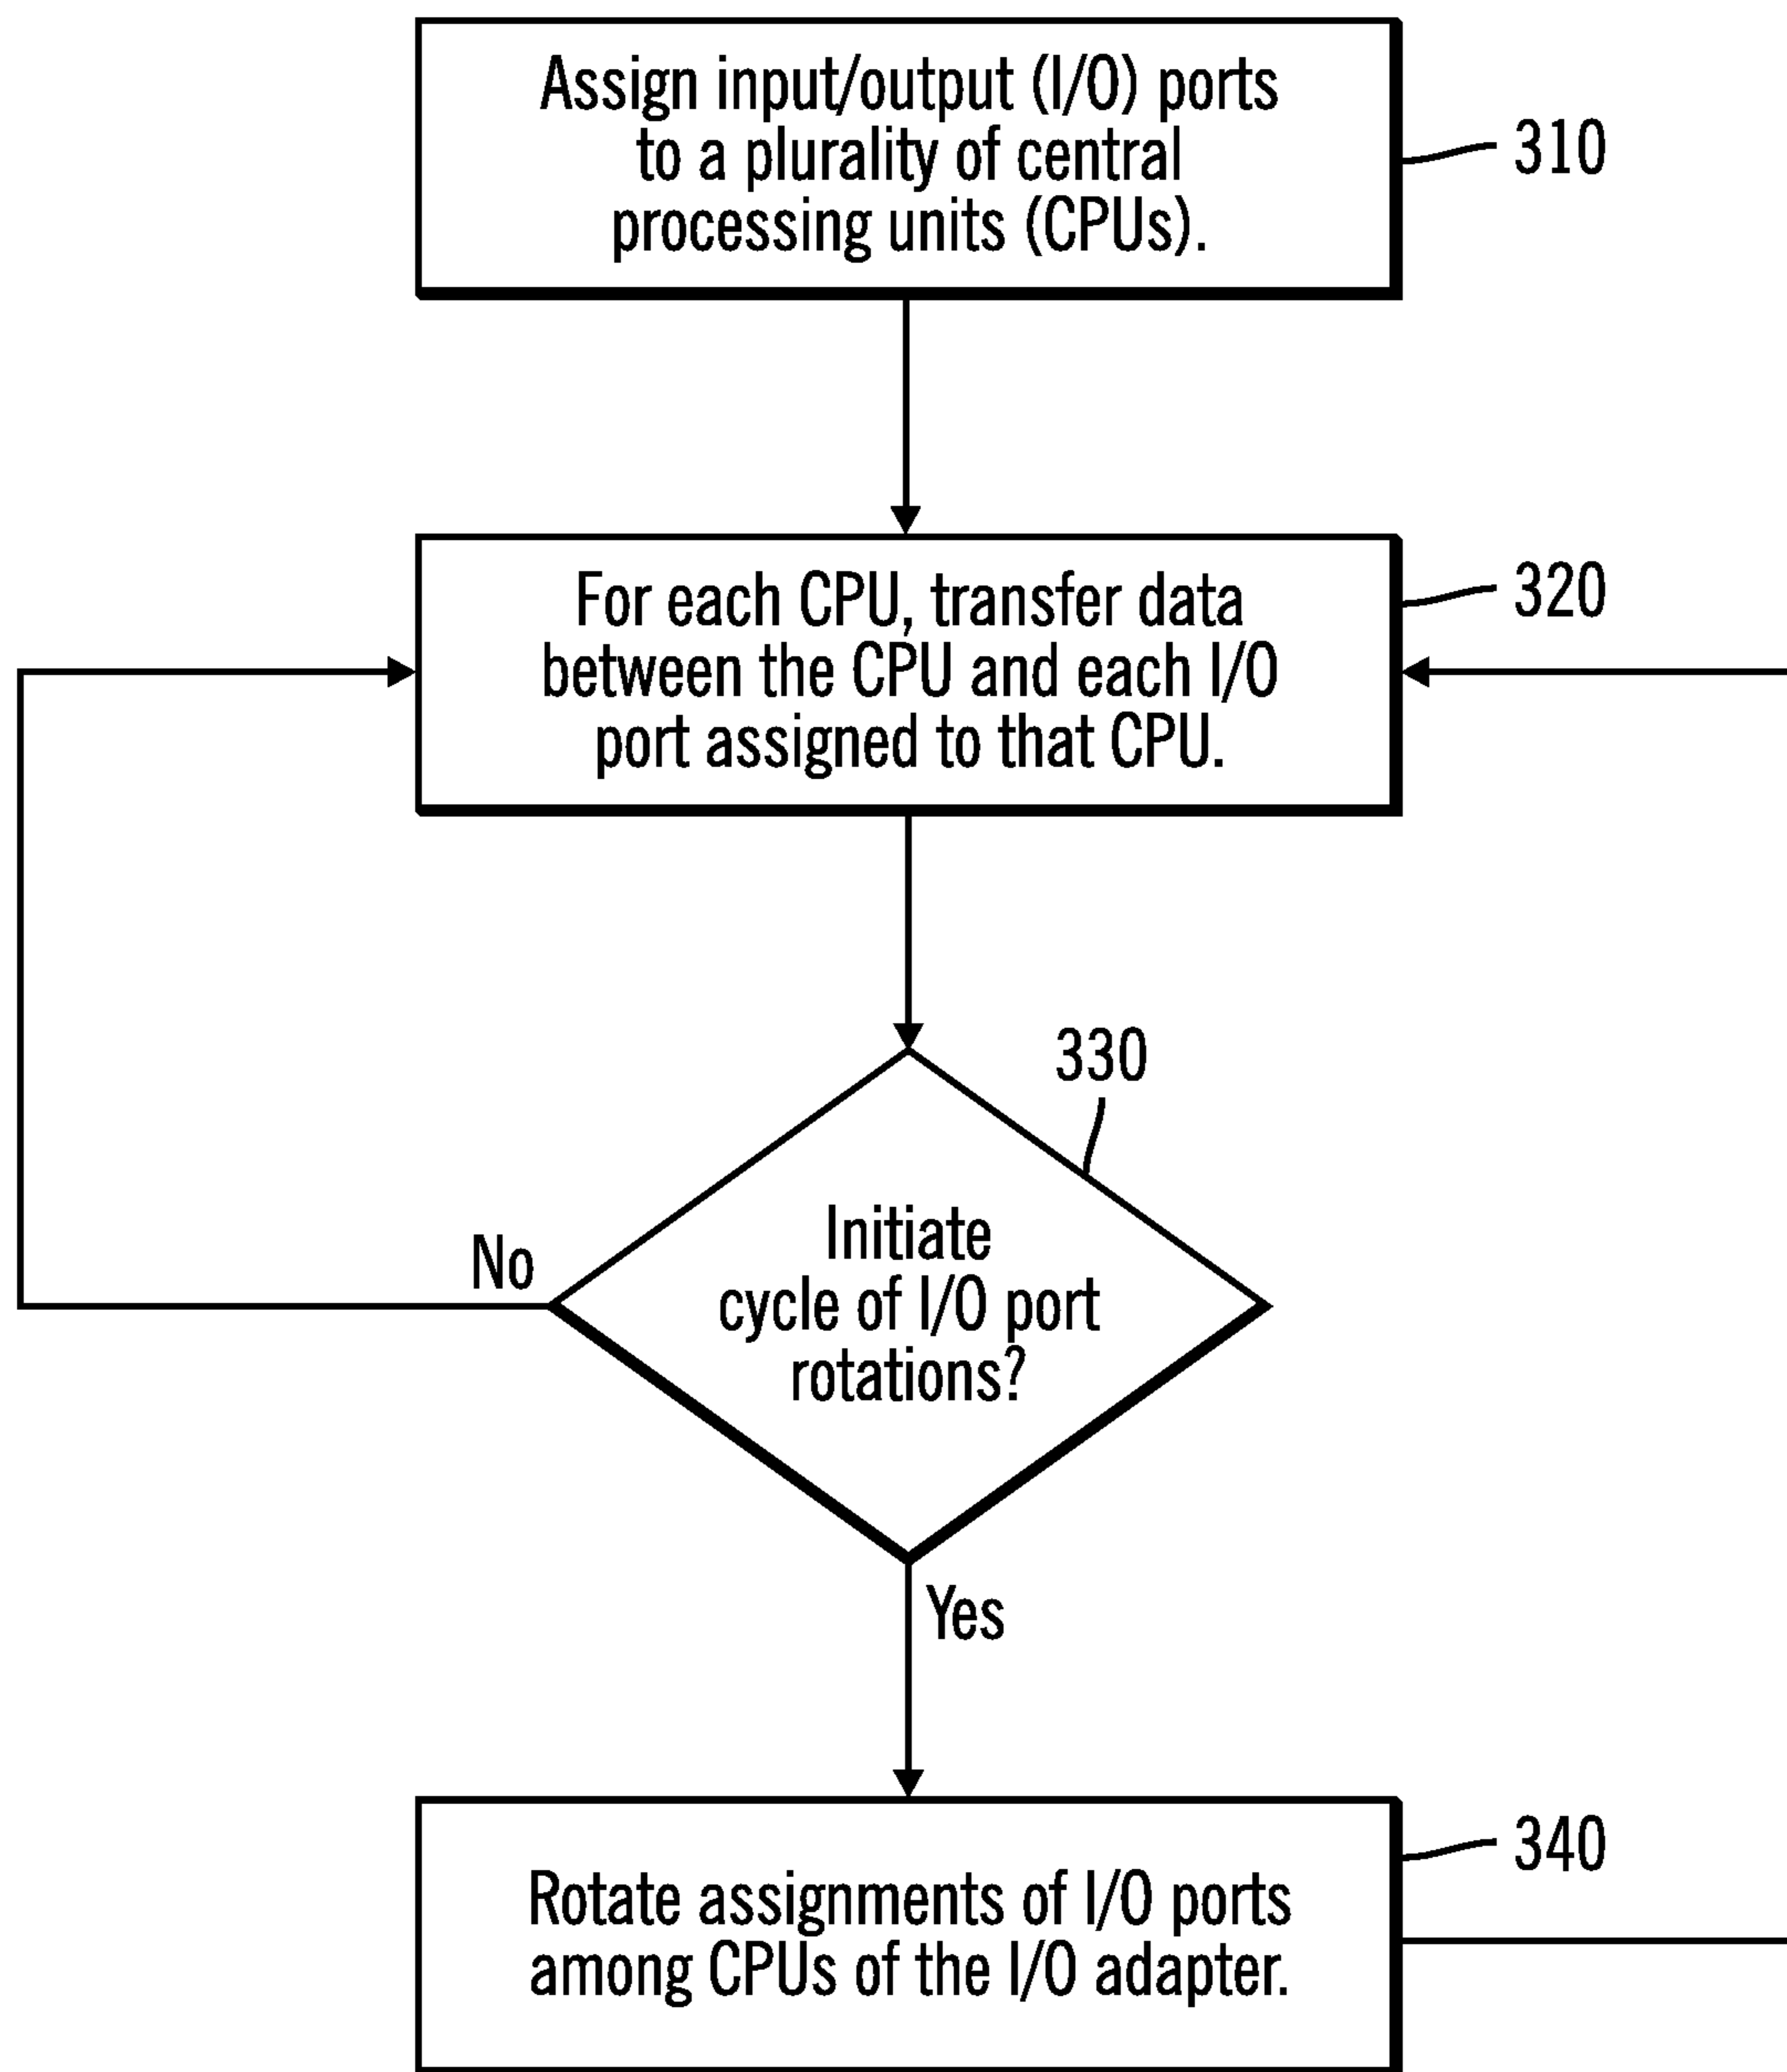 Assign input/output (I/O) ports
to a plurality of central
processing units (CPUs).
310
For each CPU, transfer data
between the CPU and each I/O
port assigned to that CPU.
320
330
Initiate
cycle of I/O port
rotations?
No
Yes
Rotate assignments of I/O ports
among CPUs of the I/O adapter.
340